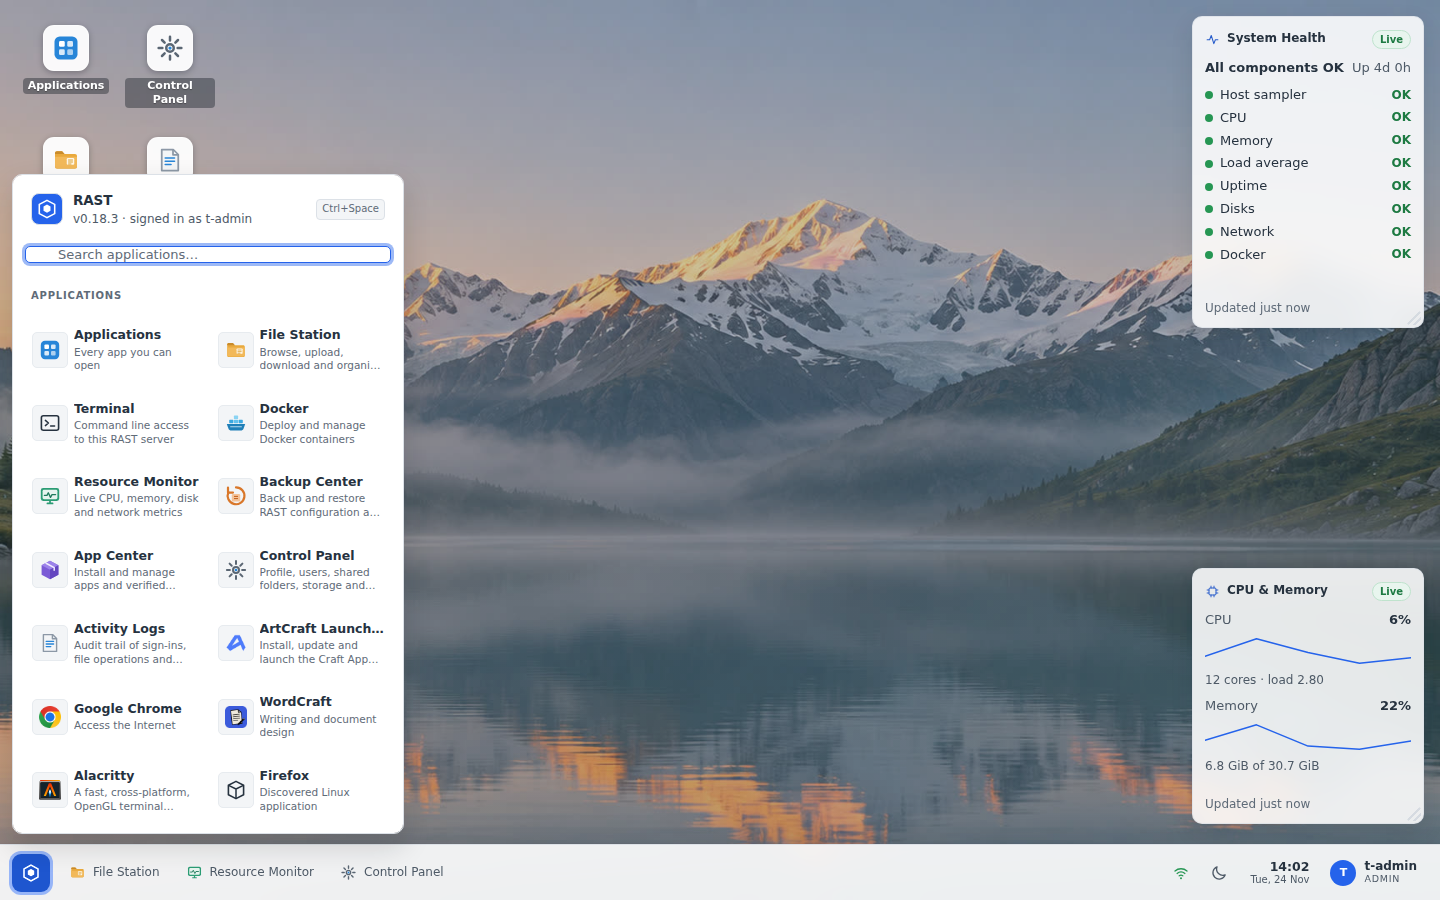 Applications
Control
Panel
RAST
v0.18.3 · signed in as t-admin
Ctrl+Space
Search applications...
APPLICATIONS
Applications
Every app you can
open
File Station
Browse, upload,
download and organi...
Terminal
Command line access
to this RAST server
Docker
Deploy and manage
Docker containers
Resource Monitor
Live CPU, memory, disk
and network metrics
Backup Center
Back up and restore
RAST configuration a...
App Center
Install and manage
apps and verified...
Control Panel
Profile, users, shared
folders, storage and...
Activity Logs
Audit trail of sign-ins,
file operations and...
ArtCraft Launch...
Install, update and
launch the Craft App...
Google Chrome
Access the Internet
WordCraft
Writing and document
design
Alacritty
A fast, cross-platform,
OpenGL terminal...
Firefox
Discovered Linux
application
System Health
Live
All components OK Up 4d 0h
Host sampler OK
CPU OK
Memory OK
Load average OK
Uptime OK
Disks OK
Network OK
Docker OK
Updated just now
CPU & Memory
Live
CPU 6%
12 cores · load 2.80
Memory 22%
6.8 GiB of 30.7 GiB
Updated just now
File Station
Resource Monitor
Control Panel
14:02
Tue, 24 Nov
T
t-admin
ADMIN